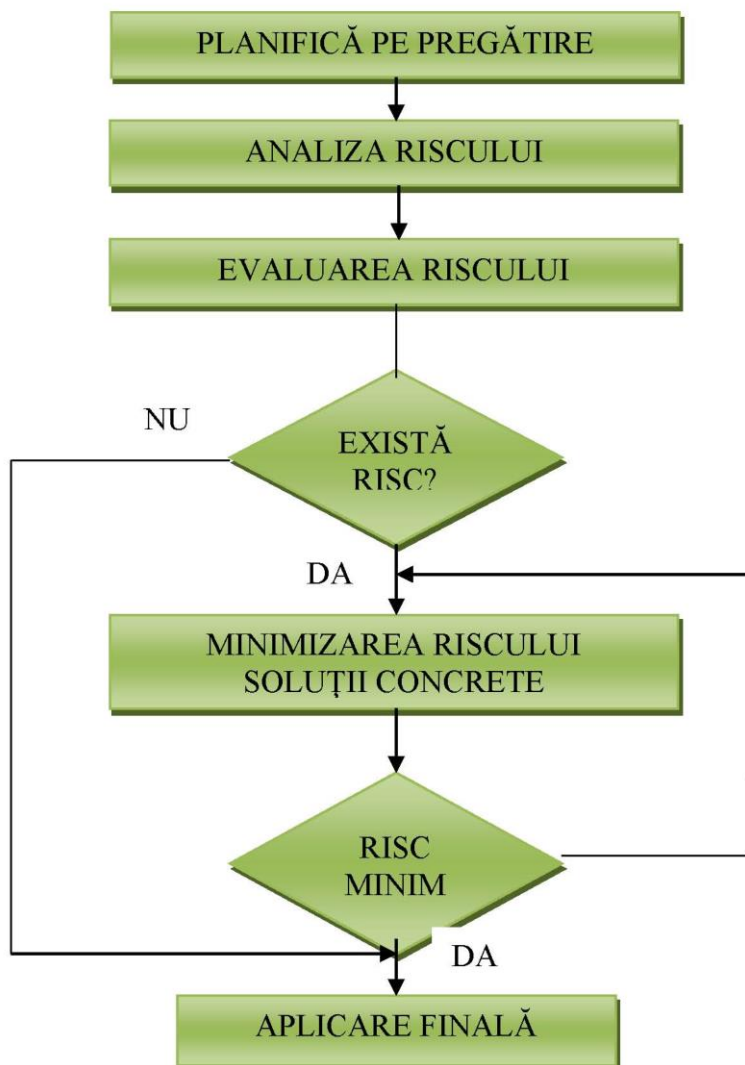 PLANIFICĂ PE PREGĂTIRE
ANALIZA RISCULUI
EVALUAREA RISCULUI
NU
EXISTĂ
RISC?
DA
MINIMIZAREA RISCULUI
SOLUŢII CONCRETE
RISC
MINIM
DA
APLICARE FINALĂ